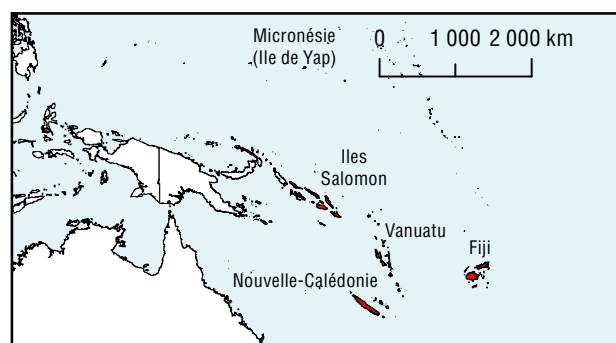 Micronésie
(Ile de Yap)
0 1 000 2 000 km
Iles
Salomon
Vanuatu
Fiji
Nouvelle-Calédonie